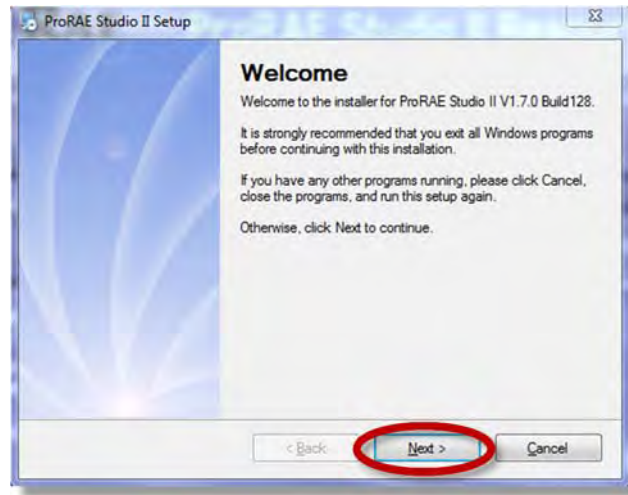 ProRAE Studio II Setup
Welcome
Welcome to the installer for ProRAE Studio II V1.7.0 Build128.
It is strongly recommended that you exit all Windows programs
before continuing with this installation.
If you have any other programs running, please click Cancel,
close the programs, and run this setup again.
Otherwise, click Next to continue.
< Back
Next >
Cancel